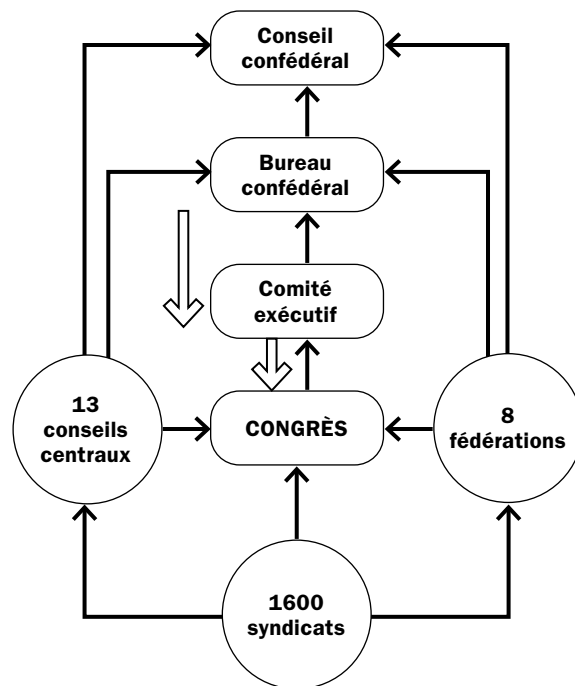 Conseil
confédéral
Bureau
confédéral
Comité
exécutif
13
conseils
centraux
CONGRÈS
8
fédérations
1600
syndicats